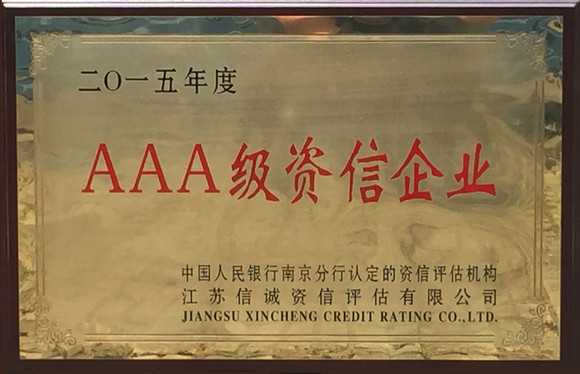 二〇一五年度
AAA级资信企业
中国人民银行南京分行认定的资信评估机构
江苏信诚资信评估有限公司
JIANGSU XINCHENG CREDIT RATING CO.,LTD.